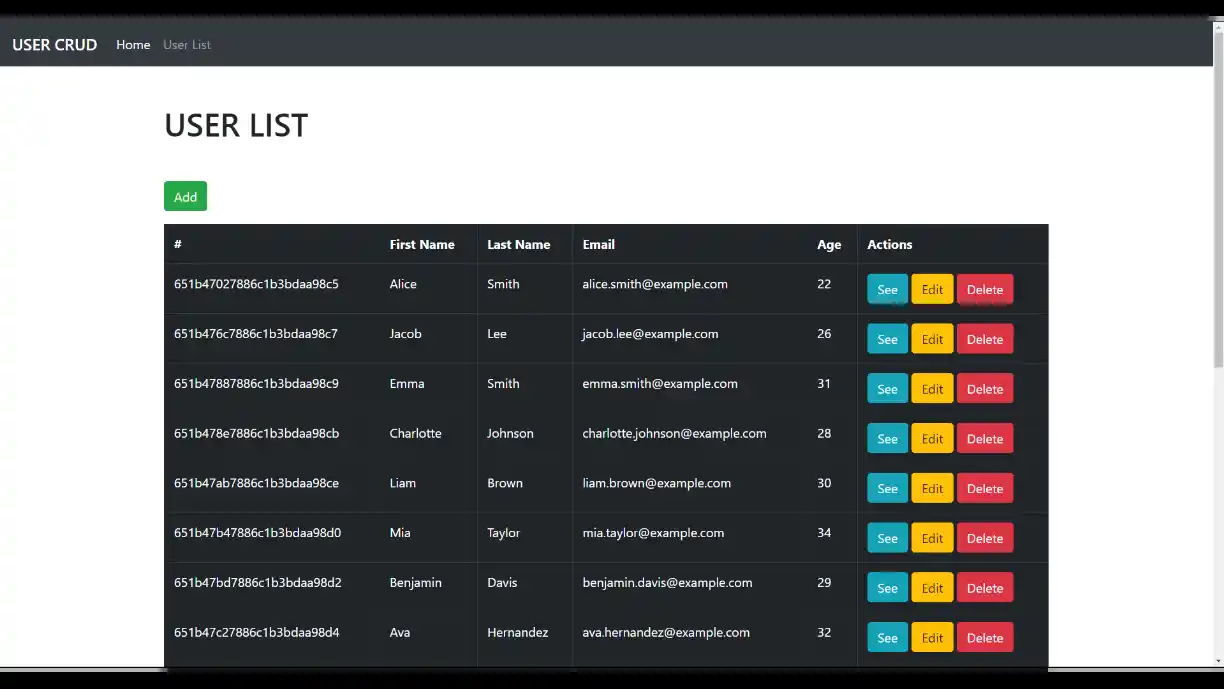 USER CRUD Home User List
USER LIST
Add
# First Name Last Name Email Age Actions
651b47027886c1b3bdaa98c5 Alice Smith alice.smith@example.com 22 See Edit Delete
651b476c7886c1b3bdaa98c7 Jacob Lee jacob.lee@example.com 26 See Edit Delete
651b47887886c1b3bdaa98c9 Emma Smith emma.smith@example.com 31 See Edit Delete
651b478e7886c1b3bdaa98cb Charlotte Johnson charlotte.johnson@example.com 28 See Edit Delete
651b47ab7886c1b3bdaa98ce Liam Brown liam.brown@example.com 30 See Edit Delete
651b47b47886c1b3bdaa98d0 Mia Taylor mia.taylor@example.com 34 See Edit Delete
651b47bd7886c1b3bdaa98d2 Benjamin Davis benjamin.davis@example.com 29 See Edit Delete
651b47c27886c1b3bdaa98d4 Ava Hernandez ava.hernandez@example.com 32 See Edit Delete